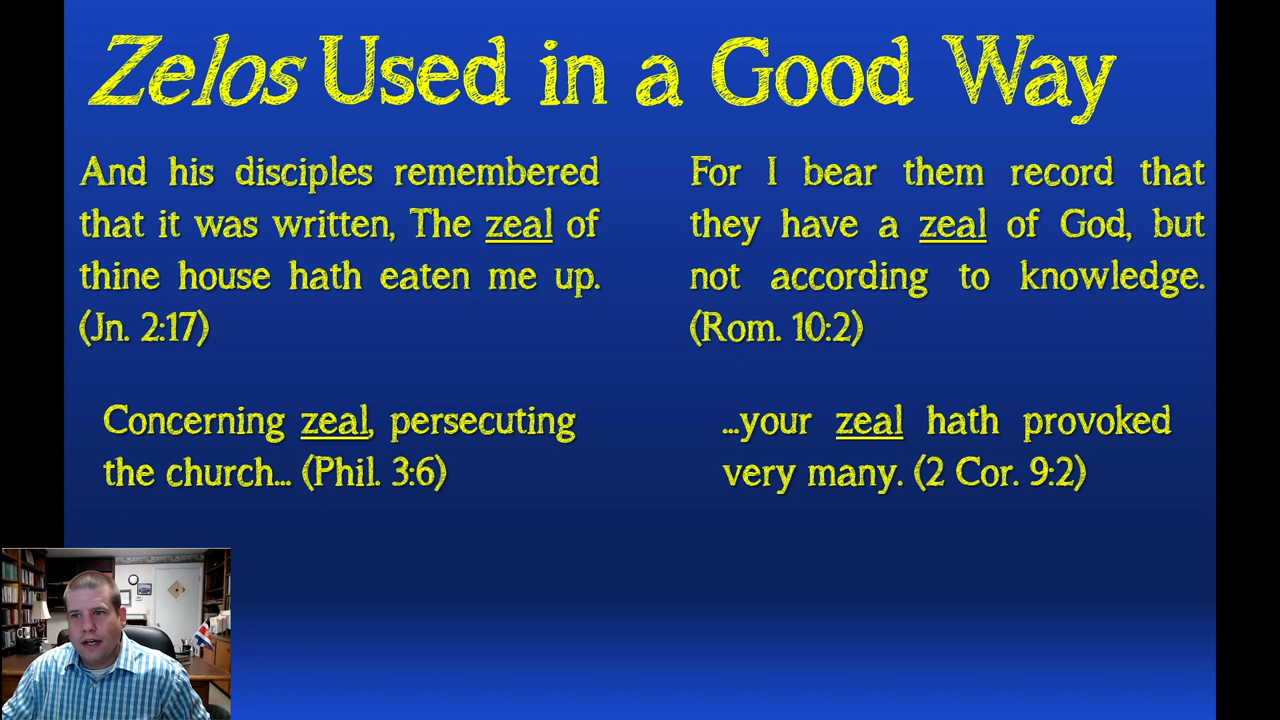 Zelos Used in a Good Way
And his disciples remembered
that it was written, The zeal of
thine house hath eaten me up.
(Jn. 2:17)
For I bear them record that
they have a zeal of God, but
not according to knowledge.
(Rom. 10:2)
Concerning zeal, persecuting
the church... (Phil. 3:6)
...your zeal hath provoked
very many. (2 Cor. 9:2)